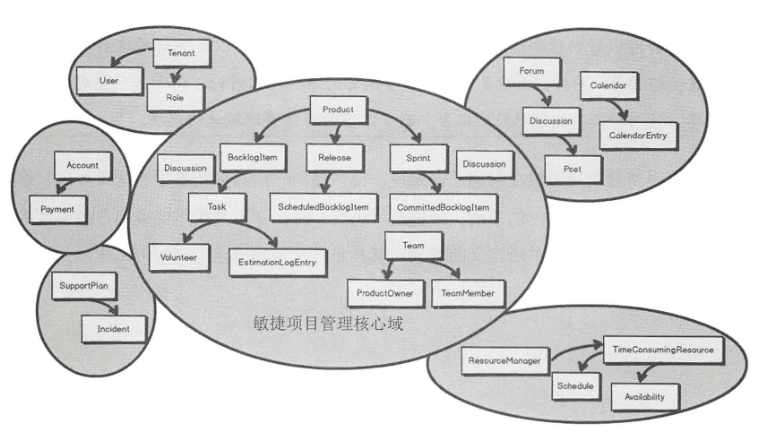 Tenant
User
Role
Forum
Calendar
Discussion
CalendarEntry
Post
Product
Account
Payment
Discussion
BacklogItem
Release
Sprint
Discussion
Task
ScheduledBacklogItem
CommittedBacklogItem
Volunteer
EstimationLogEntry
Team
ProductOwner
TeamMember
敏捷项目管理核心域
SupportPlan
Incident
ResourceManager
TimeConsumingResource
Schedule
Availability